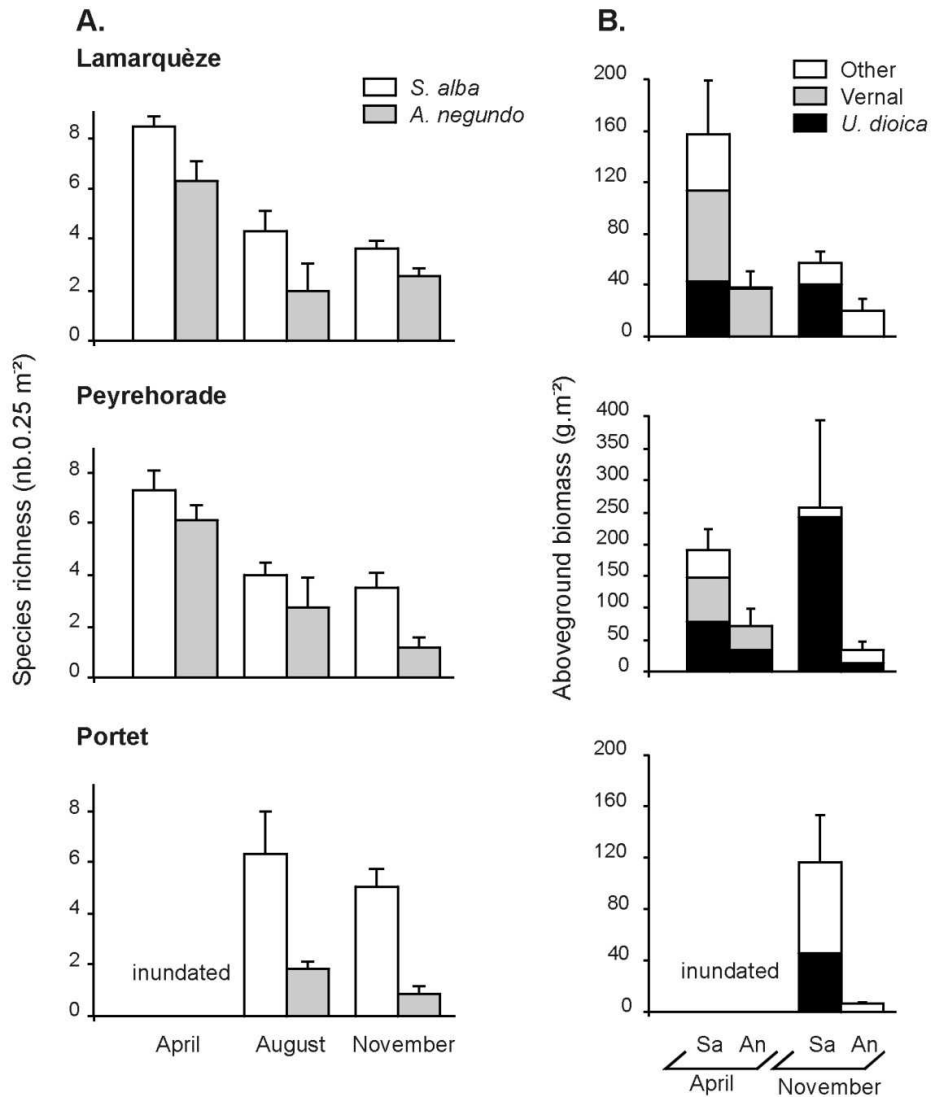 A.
Lamarquèze
S. alba
A. negundo
8
6
4
2
0
Peyrehorade
8
6
4
2
0
Portet
8
6
4
2
0
inundated
April August November
Species richness (nb.0.25 m⁻²)
B.
Other
Vernal
U. dioica
200
160
120
80
40
0
400
350
300
250
200
150
100
50
0
200
160
120
80
40
0
inundated
Sa An Sa An
April November
Aboveground biomass (g.m⁻²)